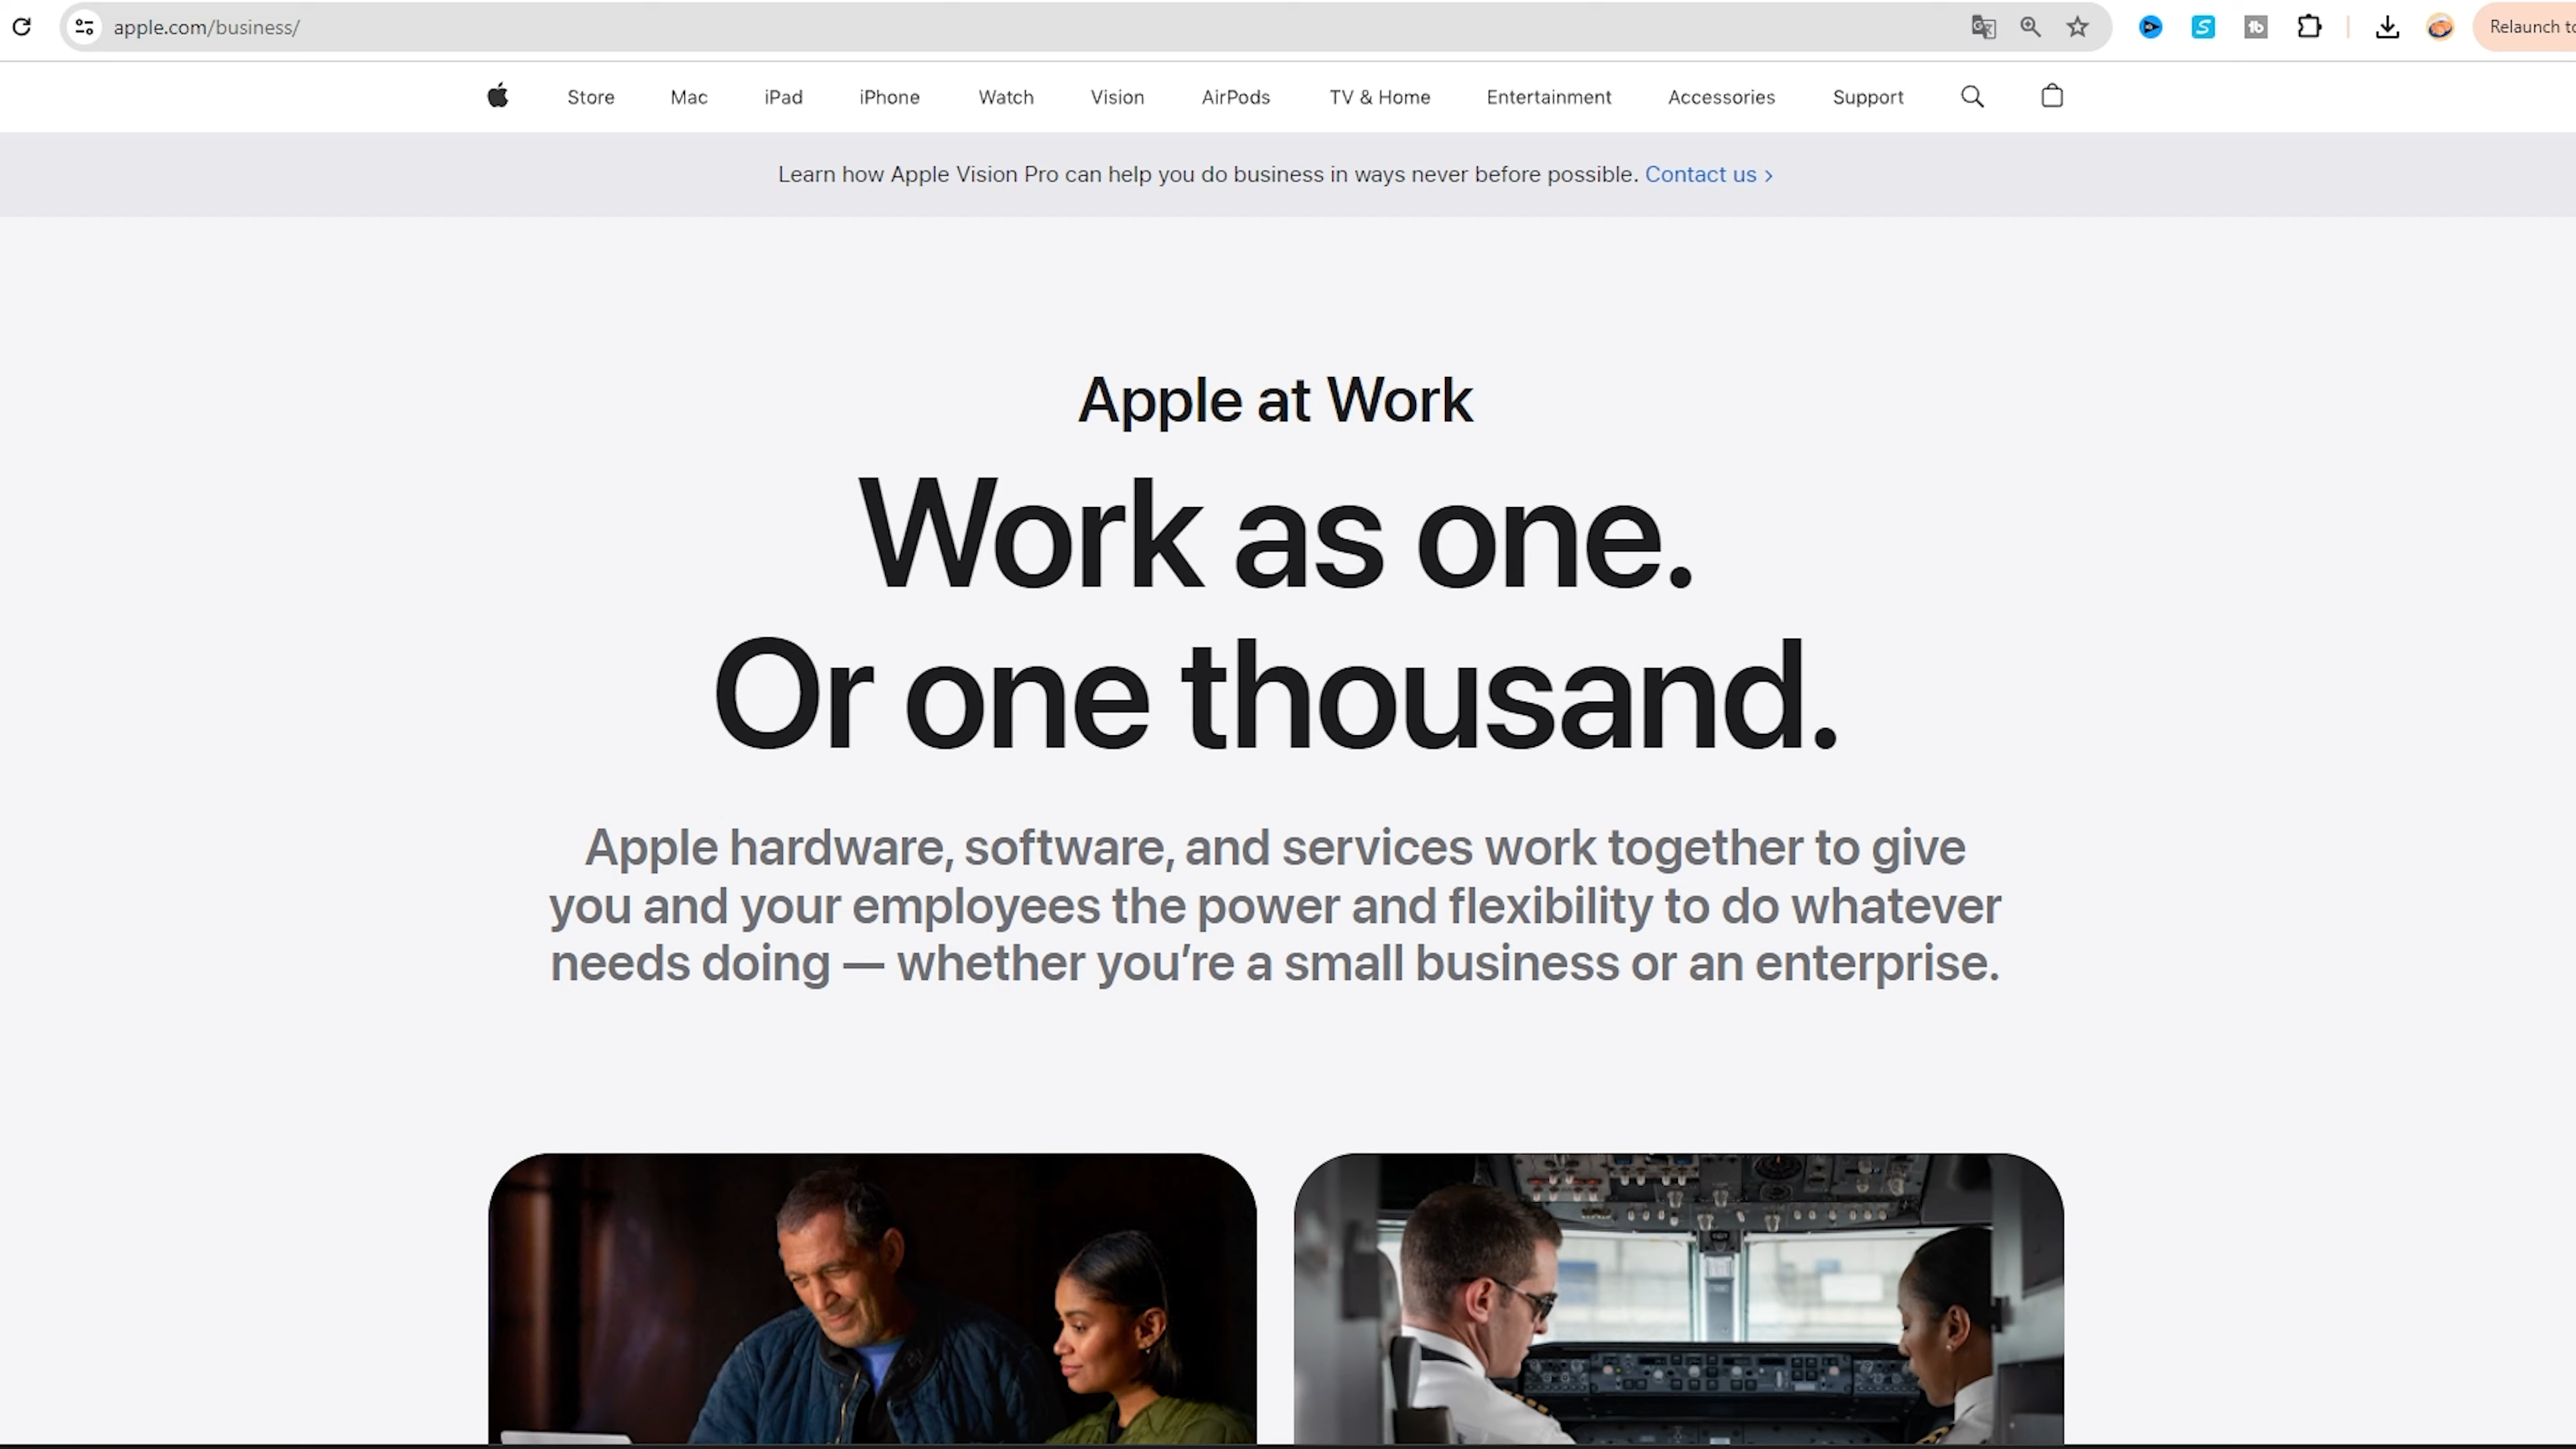 apple.com/business/
Relaunch to
Store Mac iPad iPhone Watch Vision AirPods TV & Home Entertainment Accessories Support
Learn how Apple Vision Pro can help you do business in ways never before possible. Contact us >
Apple at Work
Work as one.
Or one thousand.
Apple hardware, software, and services work together to give
you and your employees the power and flexibility to do whatever
needs doing — whether you’re a small business or an enterprise.